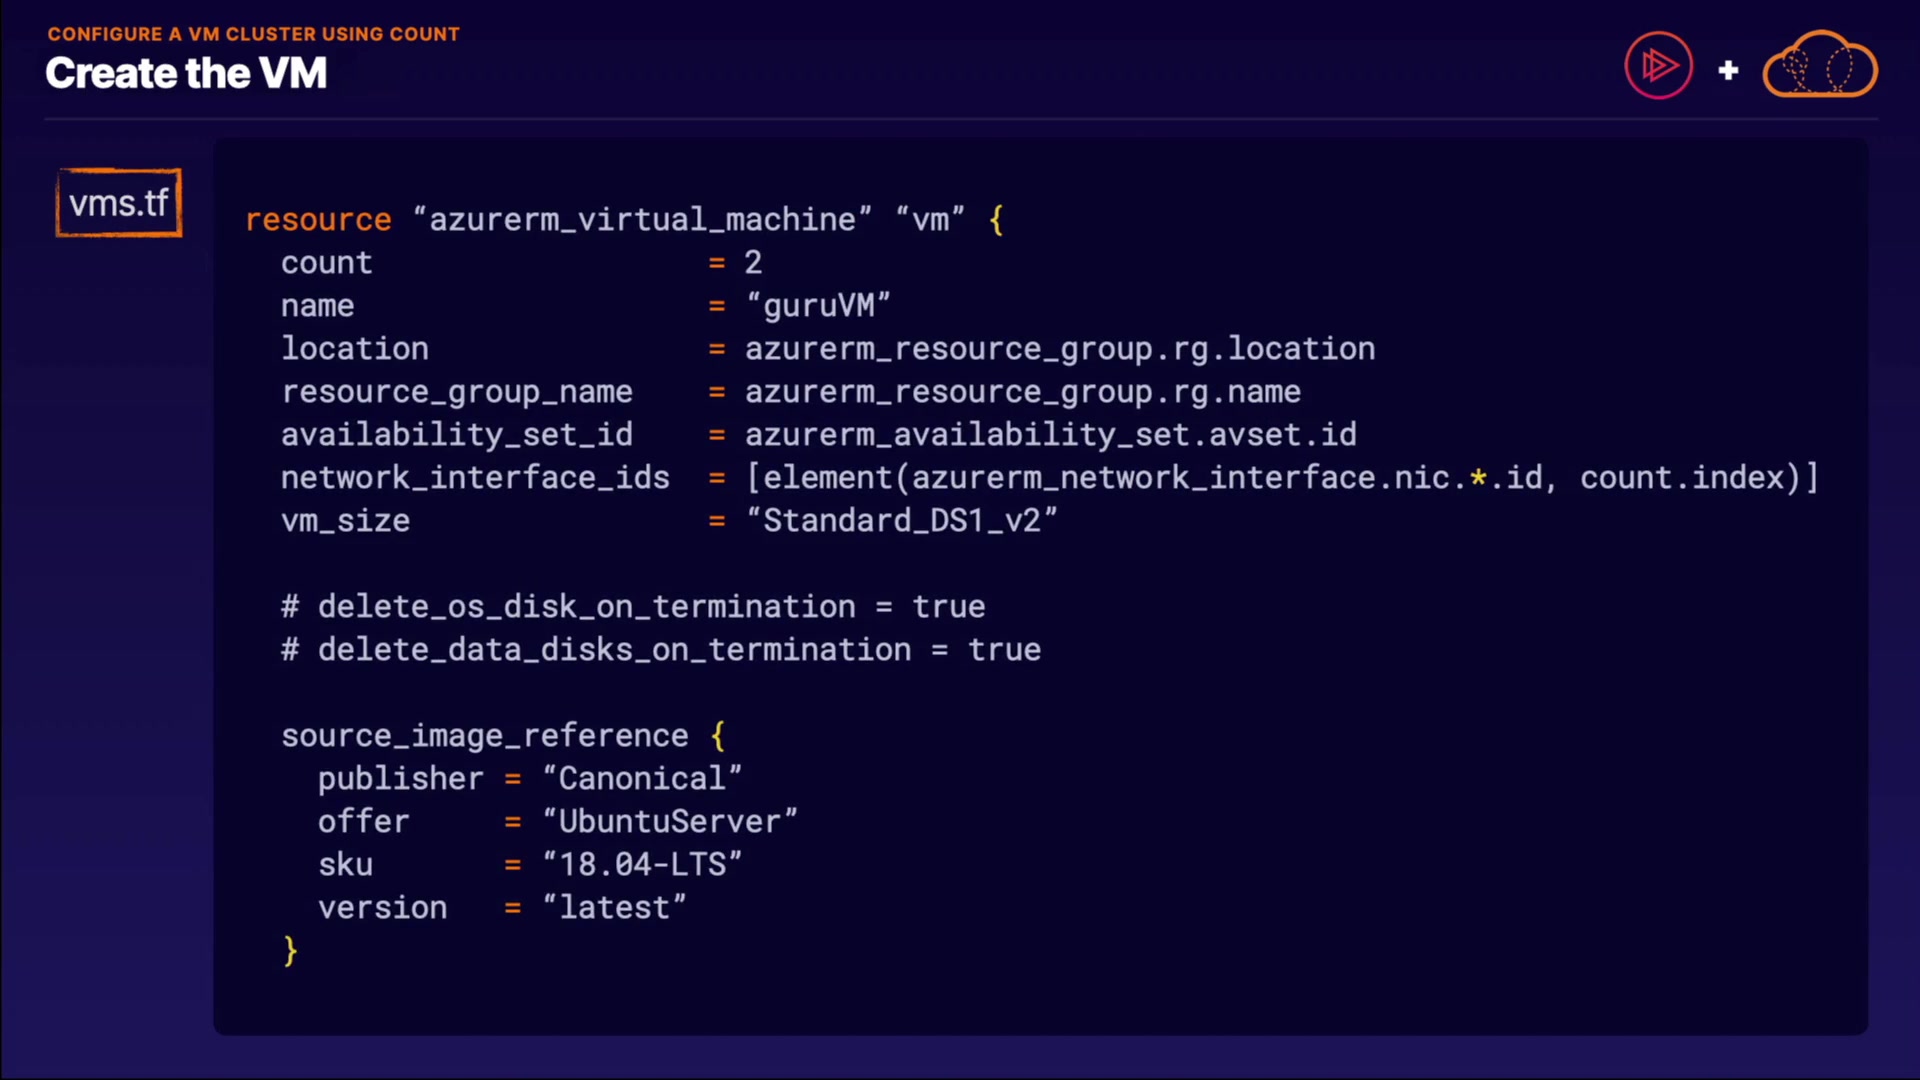 CONFIGURE A VM CLUSTER USING COUNT
Create the VM
+
vms.tf
resource “azurerm_virtual_machine” “vm” {
  count                  = 2
  name                   = “guruVM”
  location               = azurerm_resource_group.rg.location
  resource_group_name    = azurerm_resource_group.rg.name
  availability_set_id    = azurerm_availability_set.avset.id
  network_interface_ids  = [element(azurerm_network_interface.nic.*.id, count.index)]
  vm_size                = “Standard_DS1_v2”
  # delete_os_disk_on_termination = true
  # delete_data_disks_on_termination = true
  source_image_reference {
    publisher = “Canonical”
    offer     = “UbuntuServer”
    sku       = “18.04-LTS”
    version   = “latest”
  }